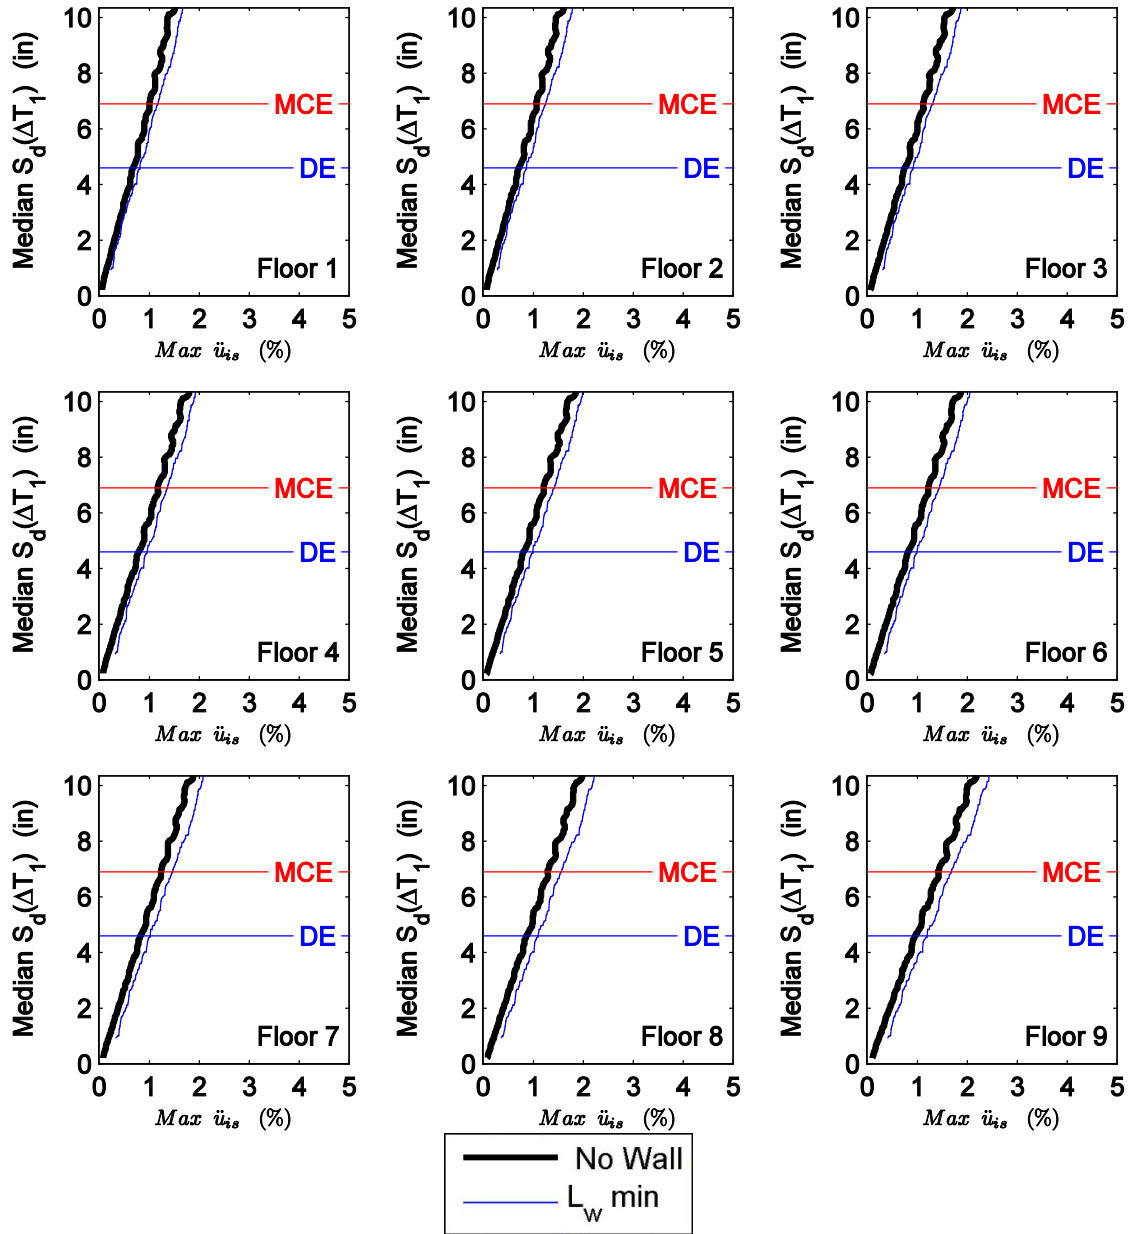 Median S_d(ΔT_1) (in)
10
8
6
4
2
0
MCE
DE
Floor 1
0 1 2 3 4 5
Max ü_is (%)
Median S_d(ΔT_1) (in)
10
8
6
4
2
0
MCE
DE
Floor 2
0 1 2 3 4 5
Max ü_is (%)
Median S_d(ΔT_1) (in)
10
8
6
4
2
0
MCE
DE
Floor 3
0 1 2 3 4 5
Max ü_is (%)
Median S_d(ΔT_1) (in)
10
8
6
4
2
0
MCE
DE
Floor 4
0 1 2 3 4 5
Max ü_is (%)
Median S_d(ΔT_1) (in)
10
8
6
4
2
0
MCE
DE
Floor 5
0 1 2 3 4 5
Max ü_is (%)
Median S_d(ΔT_1) (in)
10
8
6
4
2
0
MCE
DE
Floor 6
0 1 2 3 4 5
Max ü_is (%)
Median S_d(ΔT_1) (in)
10
8
6
4
2
0
MCE
DE
Floor 7
0 1 2 3 4 5
Max ü_is (%)
Median S_d(ΔT_1) (in)
10
8
6
4
2
0
MCE
DE
Floor 8
0 1 2 3 4 5
Max ü_is (%)
Median S_d(ΔT_1) (in)
10
8
6
4
2
0
MCE
DE
Floor 9
0 1 2 3 4 5
Max ü_is (%)
No Wall
L_w min